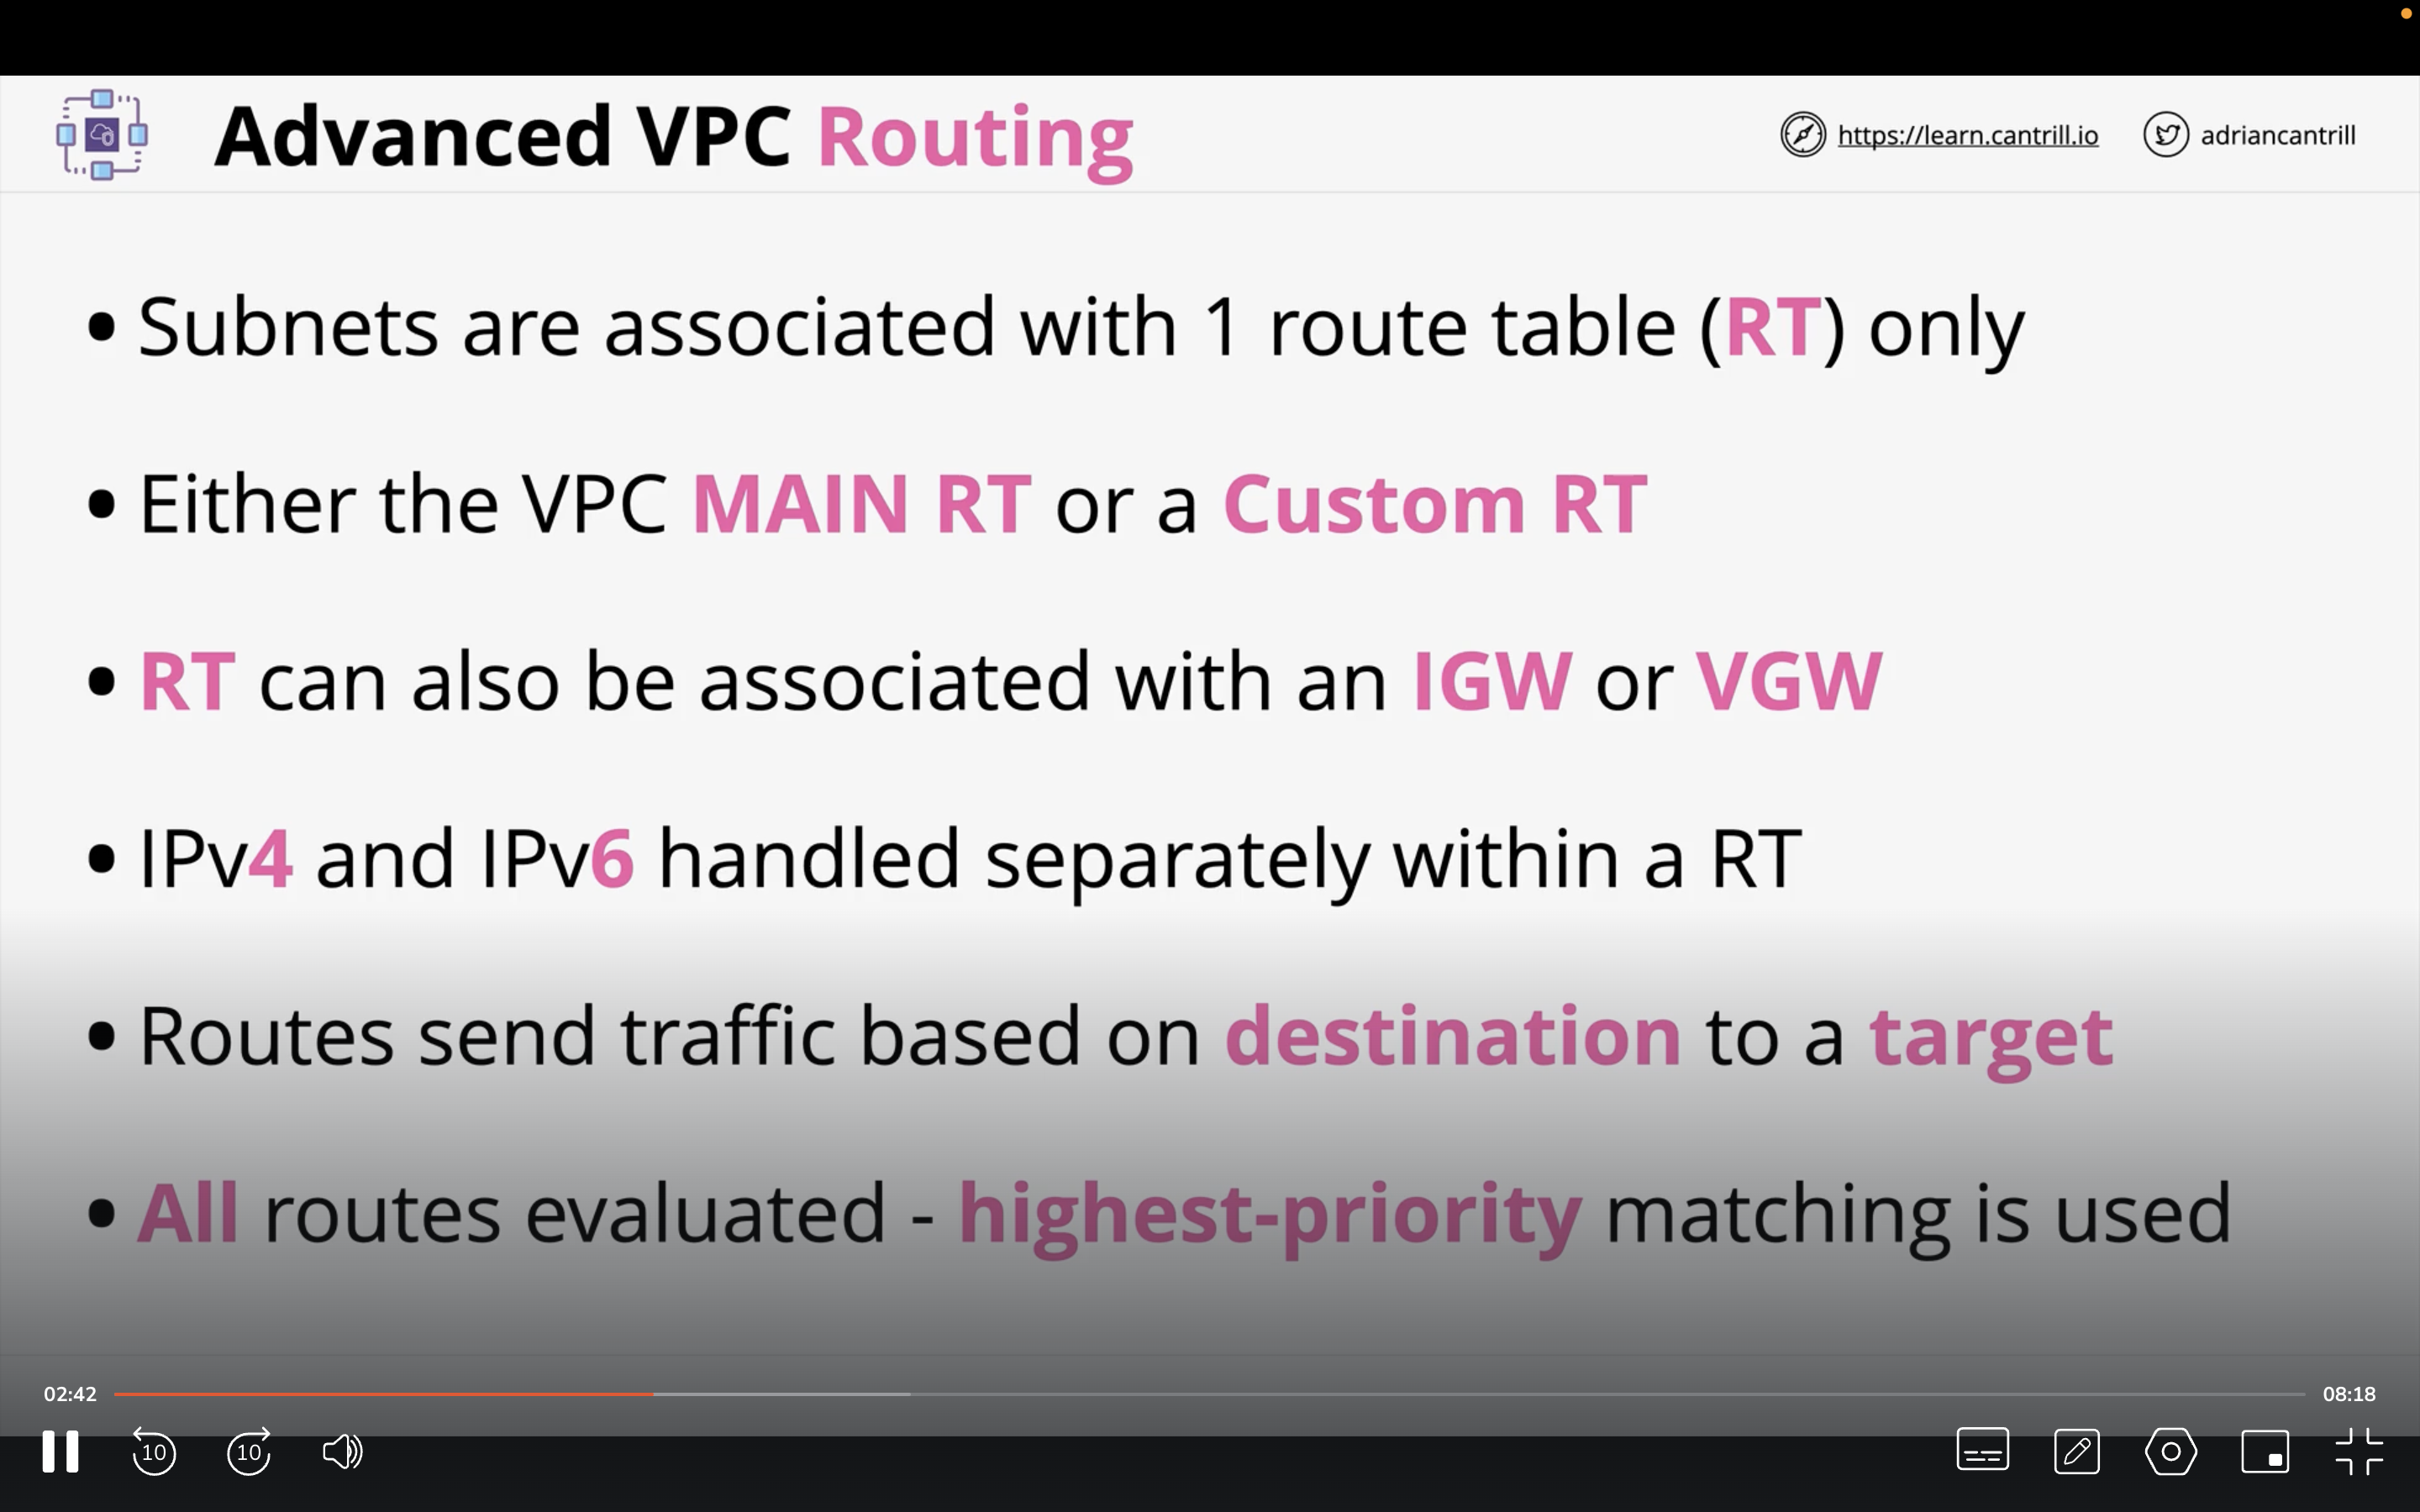 Advanced VPC Routing
https://learn.cantrill.io
adriancantrill
• Subnets are associated with 1 route table (RT) only
• Either the VPC MAIN RT or a Custom RT
• RT can also be associated with an IGW or VGW
• IPv4 and IPv6 handled separately within a RT
• Routes send traffic based on destination to a target
• All routes evaluated - highest-priority matching is used
02:42
08:18
10
10